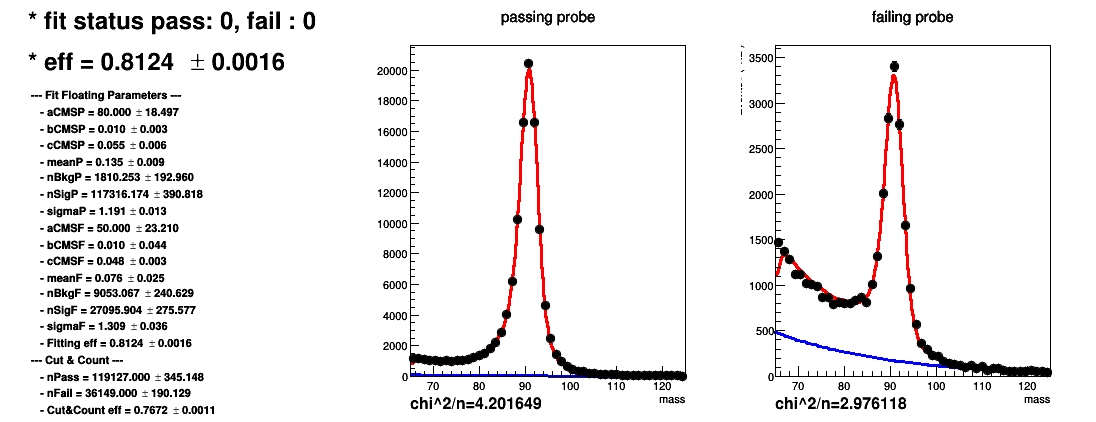 * fit status pass: 0, fail : 0
* eff = 0.8124 ± 0.0016
--- Fit Floating Parameters ---
- aCMSP = 80.000 ± 18.497
- bCMSP = 0.010 ± 0.003
- cCMSP = 0.055 ± 0.006
- meanP = 0.135 ± 0.009
- nBkgP = 1810.253 ± 192.960
- nSigP = 117316.174 ± 390.818
- sigmaP = 1.191 ± 0.013
- aCMSF = 50.000 ± 23.210
- bCMSF = 0.010 ± 0.044
- cCMSF = 0.048 ± 0.003
- meanF = 0.076 ± 0.025
- nBkgF = 9053.067 ± 240.629
- nSigF = 27095.904 ± 275.577
- sigmaF = 1.309 ± 0.036
- Fitting eff = 0.8124 ± 0.0016
--- Cut & Count ---
- nPass = 119127.000 ± 345.148
- nFail = 36149.000 ± 190.129
- Cut&Count eff = 0.7672 ± 0.0011
passing probe
20000
18000
16000
14000
12000
10000
8000
6000
4000
2000
0
70 80 90 100 110 120
mass
chi^2/n=4.201649
failing probe
3500
3000
2500
2000
1500
1000
500
0
70 80 90 100 110 120
mass
chi^2/n=2.976118